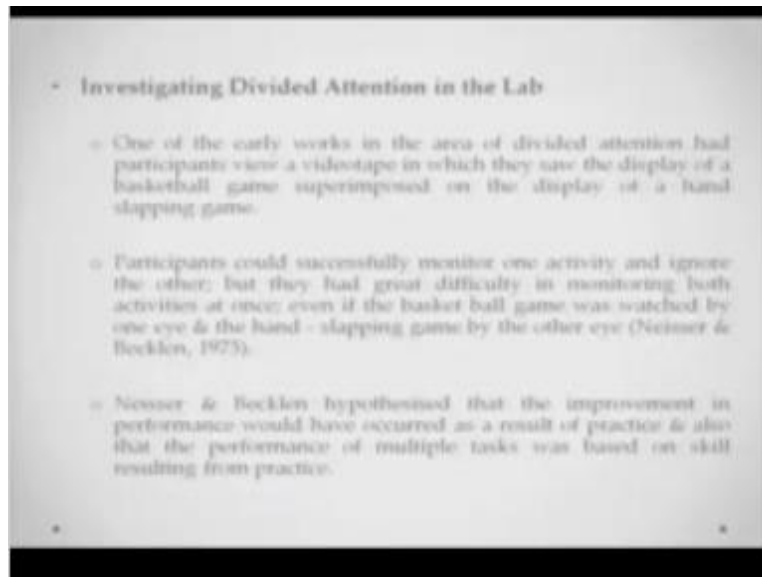 • Investigating Divided Attention in the Lab
o One of the early works in the area of divided attention had
participants view a videotape in which they saw the display of a
basketball game superimposed on the display of a hand
slapping game.
o Participants could successfully monitor one activity and ignore
the other; but they had great difficulty in monitoring both
activities at once; even if the basket ball game was watched by
one eye & the hand - slapping game by the other eye (Neisser &
Becklen, 1975).
o Neisser & Becklen hypothesised that the improvement in
performance would have occurred as a result of practice & also
that the performance of multiple tasks was based on skill
resulting from practice.